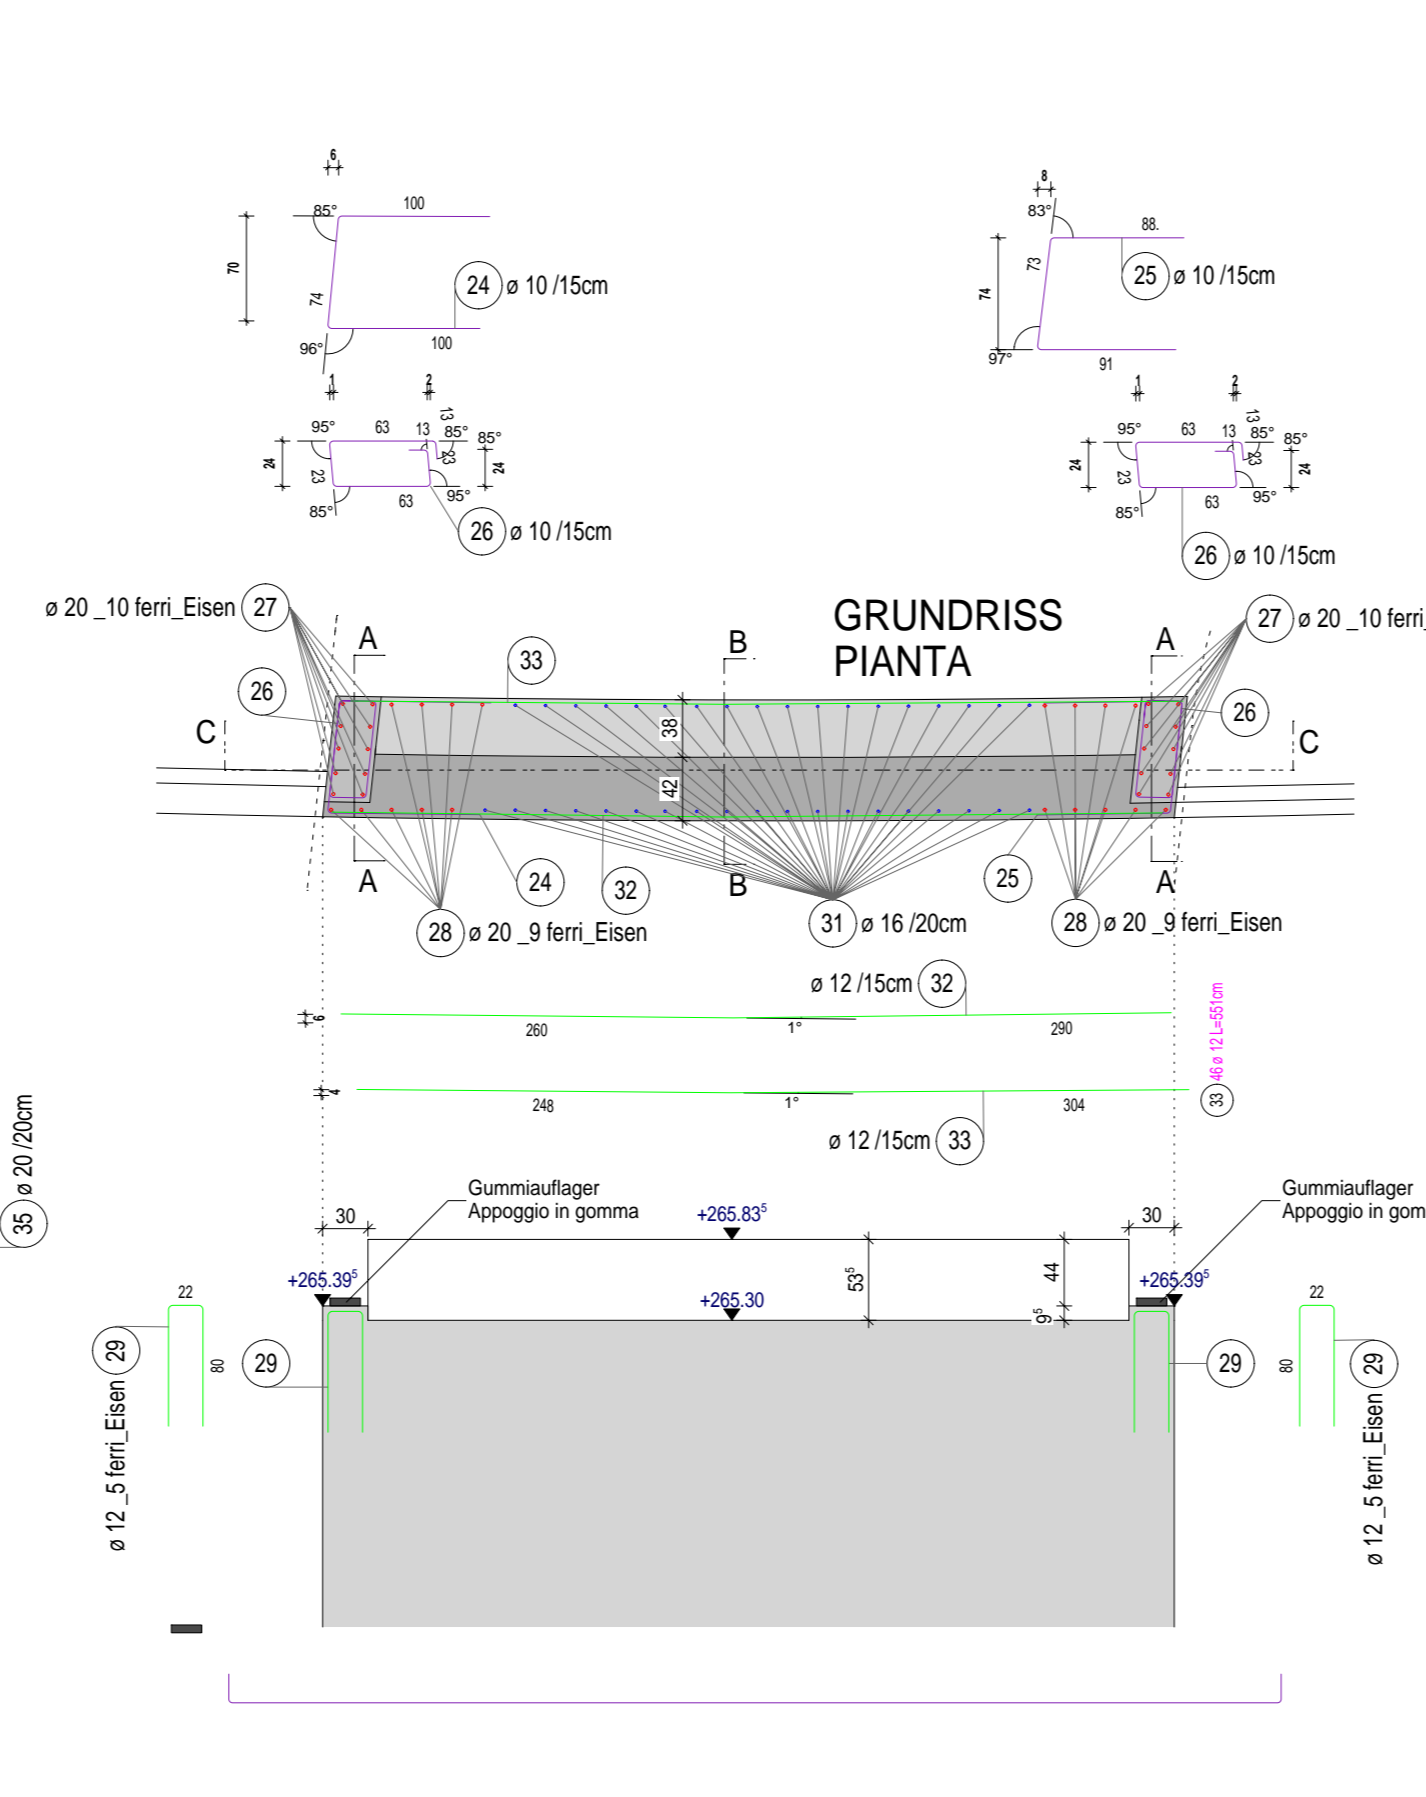 6
85°
100
70
74
24 ø 10 /15cm
96°
100
8
83°
88.
73
74
25 ø 10 /15cm
97°
91
1
2
95°
63
13
13
85°
85°
24
23
23
24
85°
63
95°
26 ø 10 /15cm
1
2
95°
63
13
13
85°
85°
24
23
23
24
85°
63
95°
26 ø 10 /15cm
ø 20 _10 ferri_Eisen 27
GRUNDRISS
PIANTA
27 ø 20 _10 ferri_
A
33
B
A
26
26
C
38
C
42
A
24
32
B
25
A
28 ø 20 _9 ferri_Eisen
31 ø 16 /20cm
28 ø 20 _9 ferri_Eisen
ø 12 /15cm 32
6
260
1°
290
33 46 ø 12 L=551cm
4
248
1°
304
ø 12 /15cm 33
35 ø 20 /20cm
Gummiauflager
Appoggio in gomma
Gummiauflager
Appoggio in gom
30
+265.83⁵
30
+265.39⁵
53⁵
44
+265.39⁵
+265.30
9⁵
22
80
29
ø 12 _5 ferri_Eisen 29
29
22
80
ø 12 _5 ferri_Eisen 29